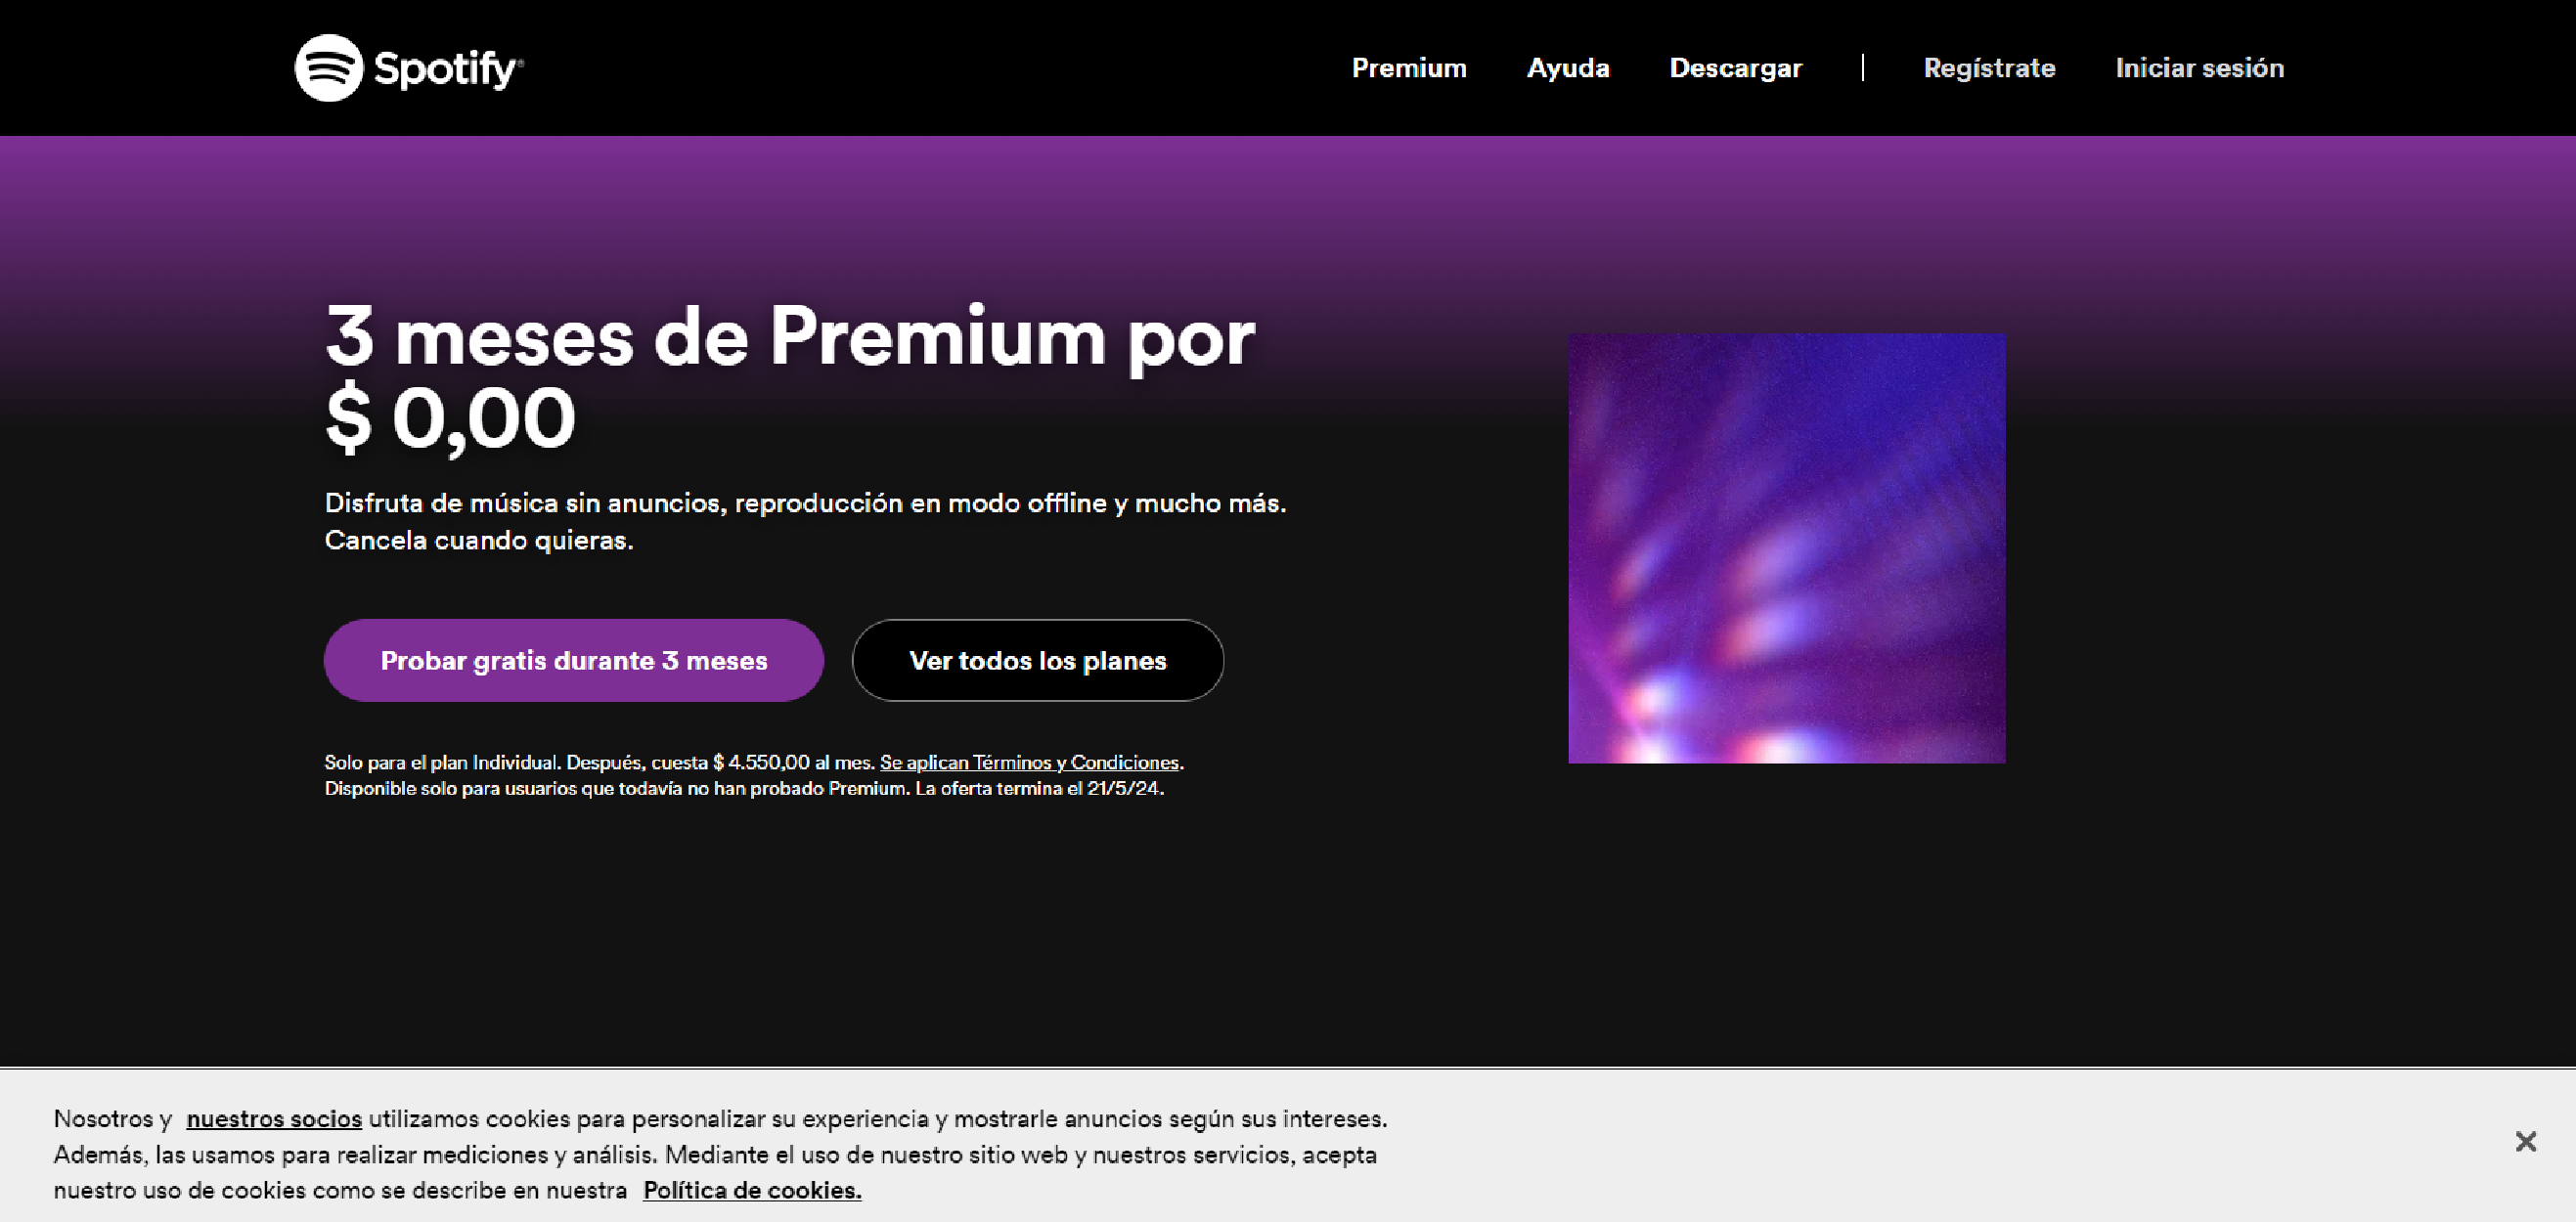 Spotify®
Premium
Ayuda
Descargar
Regístrate
Iniciar sesión
3 meses de Premium por
$ 0,00
Disfruta de música sin anuncios, reproducción en modo offline y mucho más.
Cancela cuando quieras.
Probar gratis durante 3 meses
Ver todos los planes
Solo para el plan Individual. Después, cuesta $ 4.550,00 al mes. Se aplican Términos y Condiciones.
Disponible solo para usuarios que todavía no han probado Premium. La oferta termina el 21/5/24.
Nosotros y nuestros socios utilizamos cookies para personalizar su experiencia y mostrarle anuncios según sus intereses.
Además, las usamos para realizar mediciones y análisis. Mediante el uso de nuestro sitio web y nuestros servicios, acepta
nuestro uso de cookies como se describe en nuestra Política de cookies.